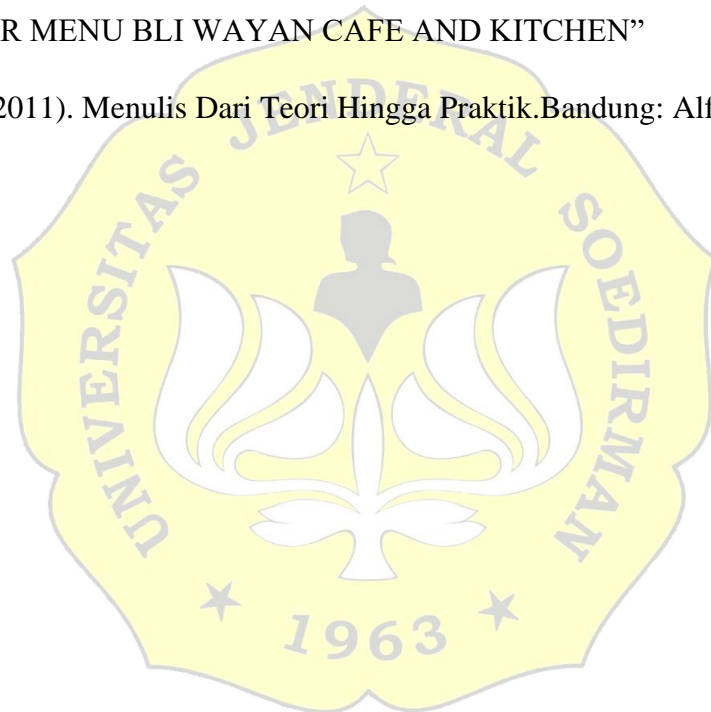 R MENU BLI WAYAN CAFE AND KITCHEN”
2011). Menulis Dari Teori Hingga Praktik.Bandung: Alf
UNIVERSITAS JENDERAL SOEDIRMAN
1963